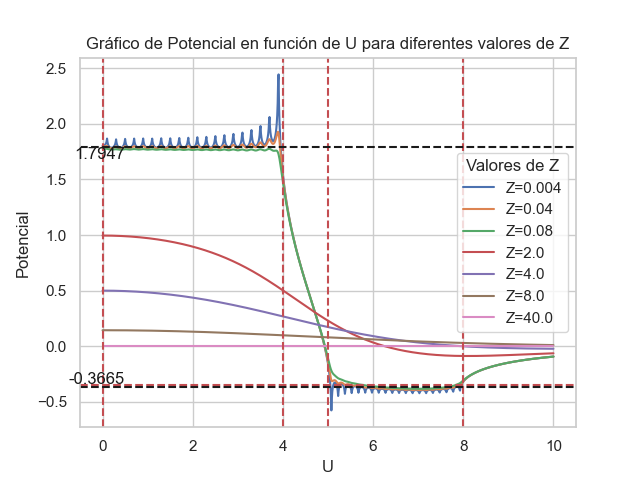 Gráfico de Potencial en función de U para diferentes valores de Z
2.5
2.0
1.7947
1.5
1.0
0.5
0.0
-0.3665
−0.5
Potencial
Valores de Z
Z=0.004
Z=0.04
Z=0.08
Z=2.0
Z=4.0
Z=8.0
Z=40.0
0
2
4
6
8
10
U